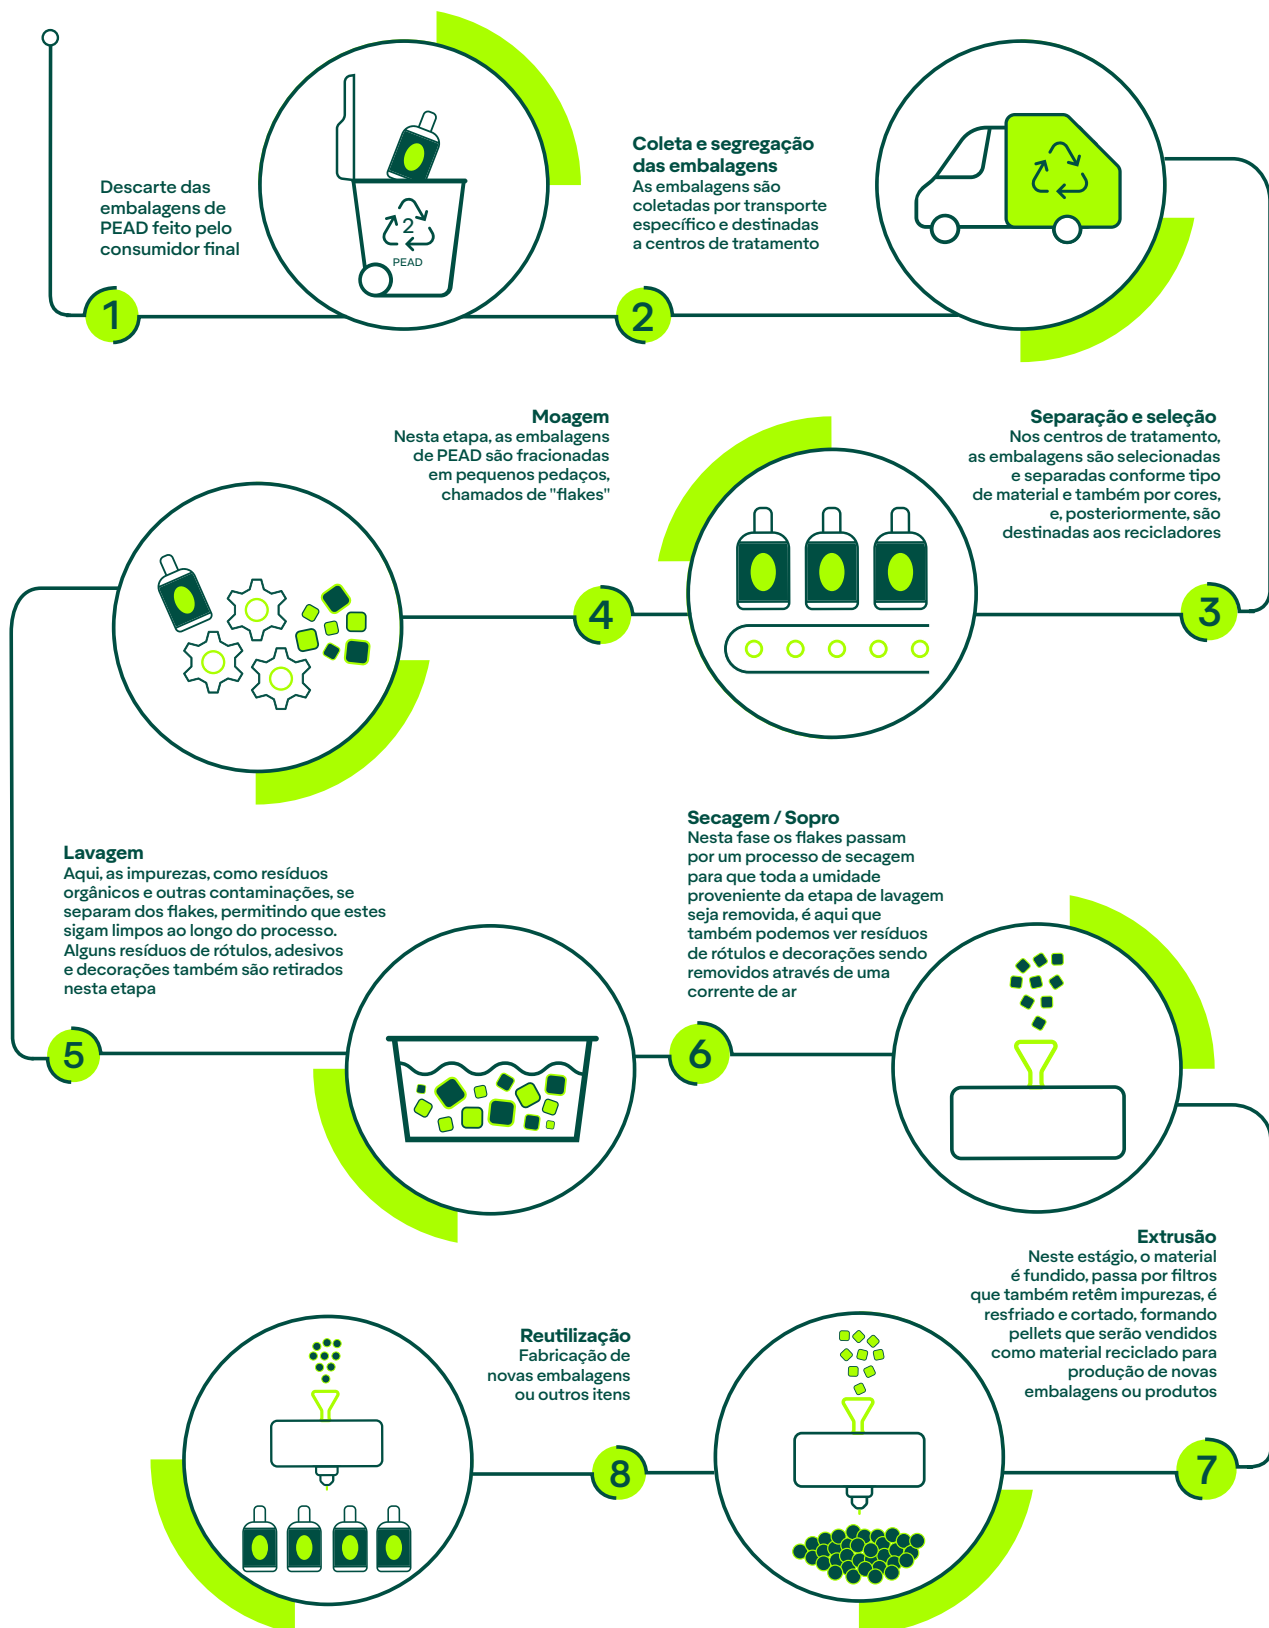 Descarte das
embalagens de
PEAD feito pelo
consumidor final
1
2
PEAD
Coleta e segregação
das embalagens
As embalagens são
coletadas por transporte
específico e destinadas
a centros de tratamento
2
Separação e seleção
Nos centros de tratamento,
as embalagens são selecionadas
e separadas conforme tipo
de material e também por cores,
e, posteriormente, são
destinadas aos recicladores
3
Moagem
Nesta etapa, as embalagens
de PEAD são fracionadas
em pequenos pedaços,
chamados de "flakes"
4
Lavagem
Aqui, as impurezas, como resíduos
orgânicos e outras contaminações, se
separam dos flakes, permitindo que estes
sigam limpos ao longo do processo.
Alguns resíduos de rótulos, adesivos
e decorações também são retirados
nesta etapa
5
Secagem / Sopro
Nesta fase os flakes passam
por um processo de secagem
para que toda a umidade
proveniente da etapa de lavagem
seja removida, é aqui que
também podemos ver resíduos
de rótulos e decorações sendo
removidos através de uma
corrente de ar
6
Extrusão
Neste estágio, o material
é fundido, passa por filtros
que também retêm impurezas, é
resfriado e cortado, formando
pellets que serão vendidos
como material reciclado para
produção de novas
embalagens ou produtos
7
Reutilização
Fabricação de
novas embalagens
ou outros itens
8